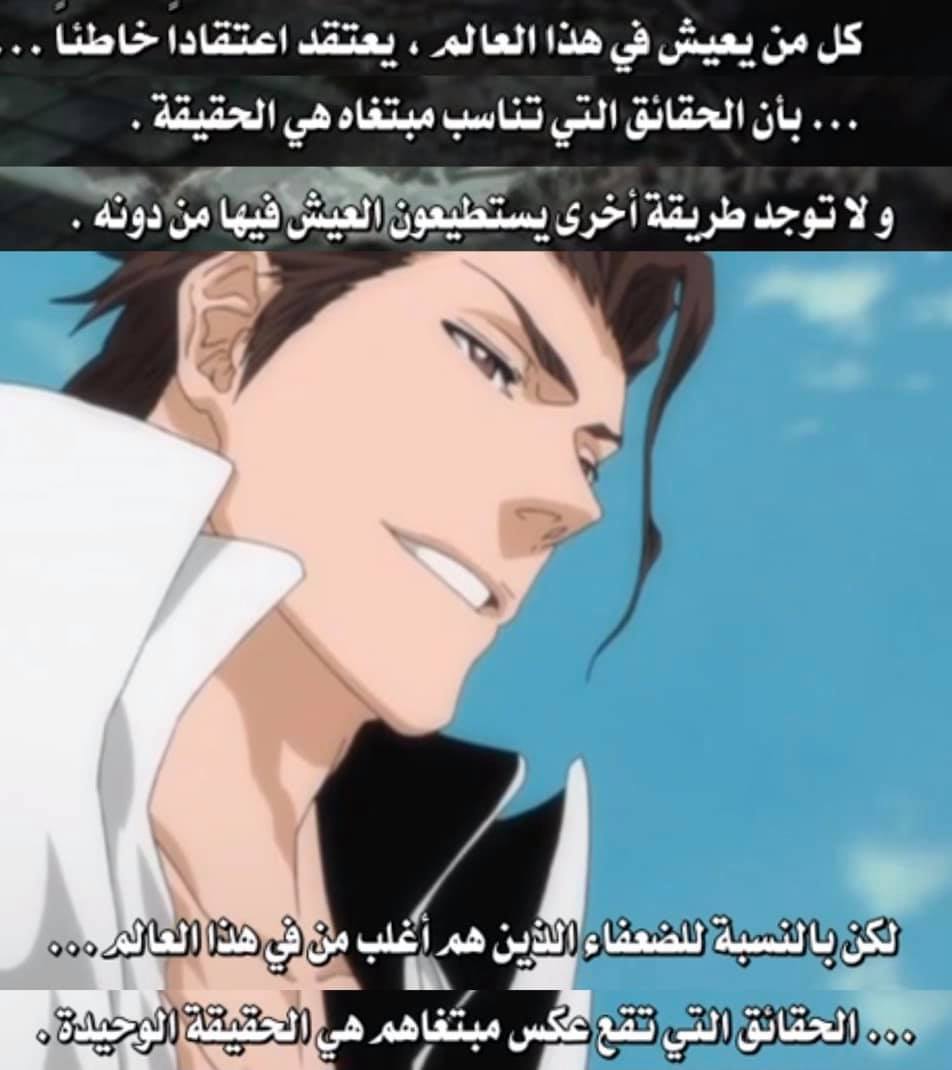 كل من يعيش في هذا العالم ، يعتقد اعتقاداً خاطئاً ...
... بأن الحقائق التي تناسب مبتغاه هي الحقيقة .
و لا توجد طريقة أخرى يستطيعون العيش فيها من دونه .
لكن بالنسبة للضعفاء الذين هم أغلب من في هذا العالم ...
... الحقائق التي تقع عكس مبتغاهم هي الحقيقة الوحيدة .